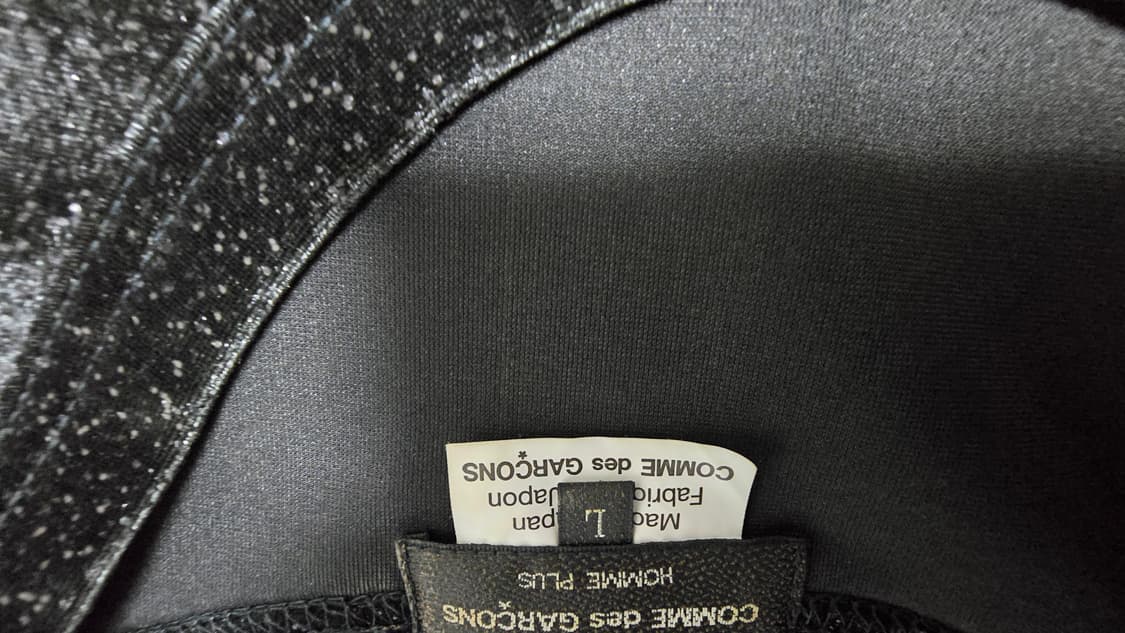 COMME des GARÇONS
HOMME PLUS
L
Japon
COMME des GARÇONS